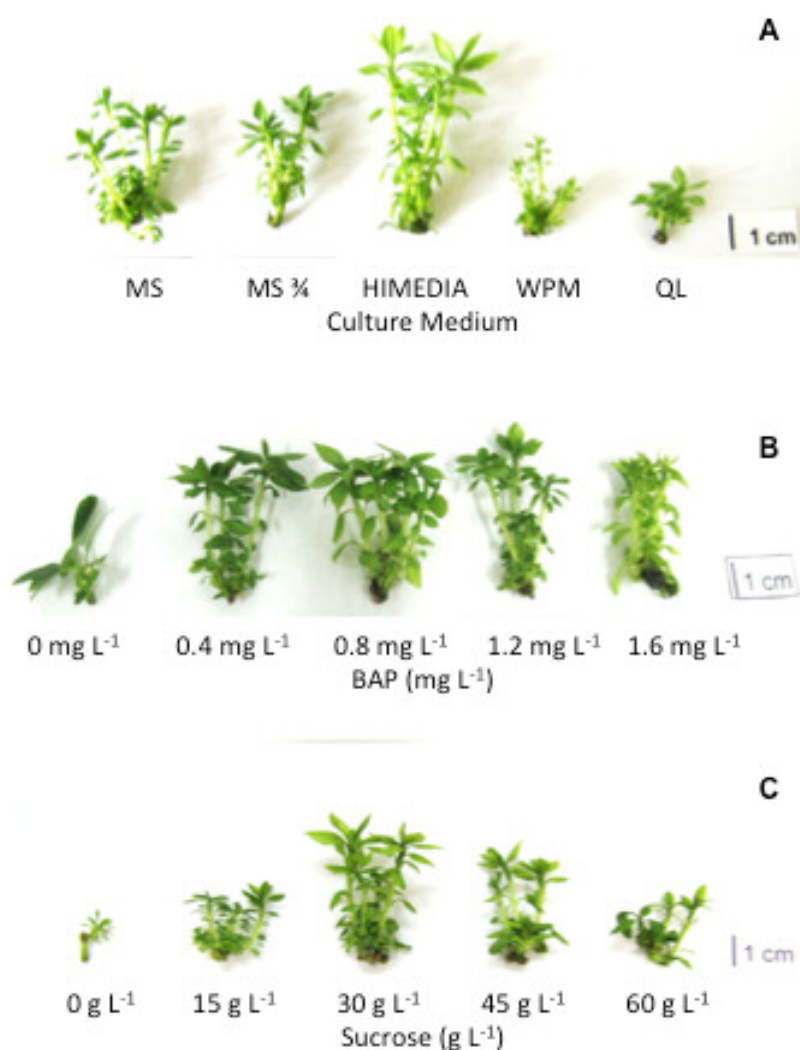 A
1 cm
MS MS ¾ HIMEDIA WPM QL
Culture Medium
B
1 cm
0 mg L⁻¹ 0.4 mg L⁻¹ 0.8 mg L⁻¹ 1.2 mg L⁻¹ 1.6 mg L⁻¹
BAP (mg L⁻¹)
C
1 cm
0 g L⁻¹ 15 g L⁻¹ 30 g L⁻¹ 45 g L⁻¹ 60 g L⁻¹
Sucrose (g L⁻¹)